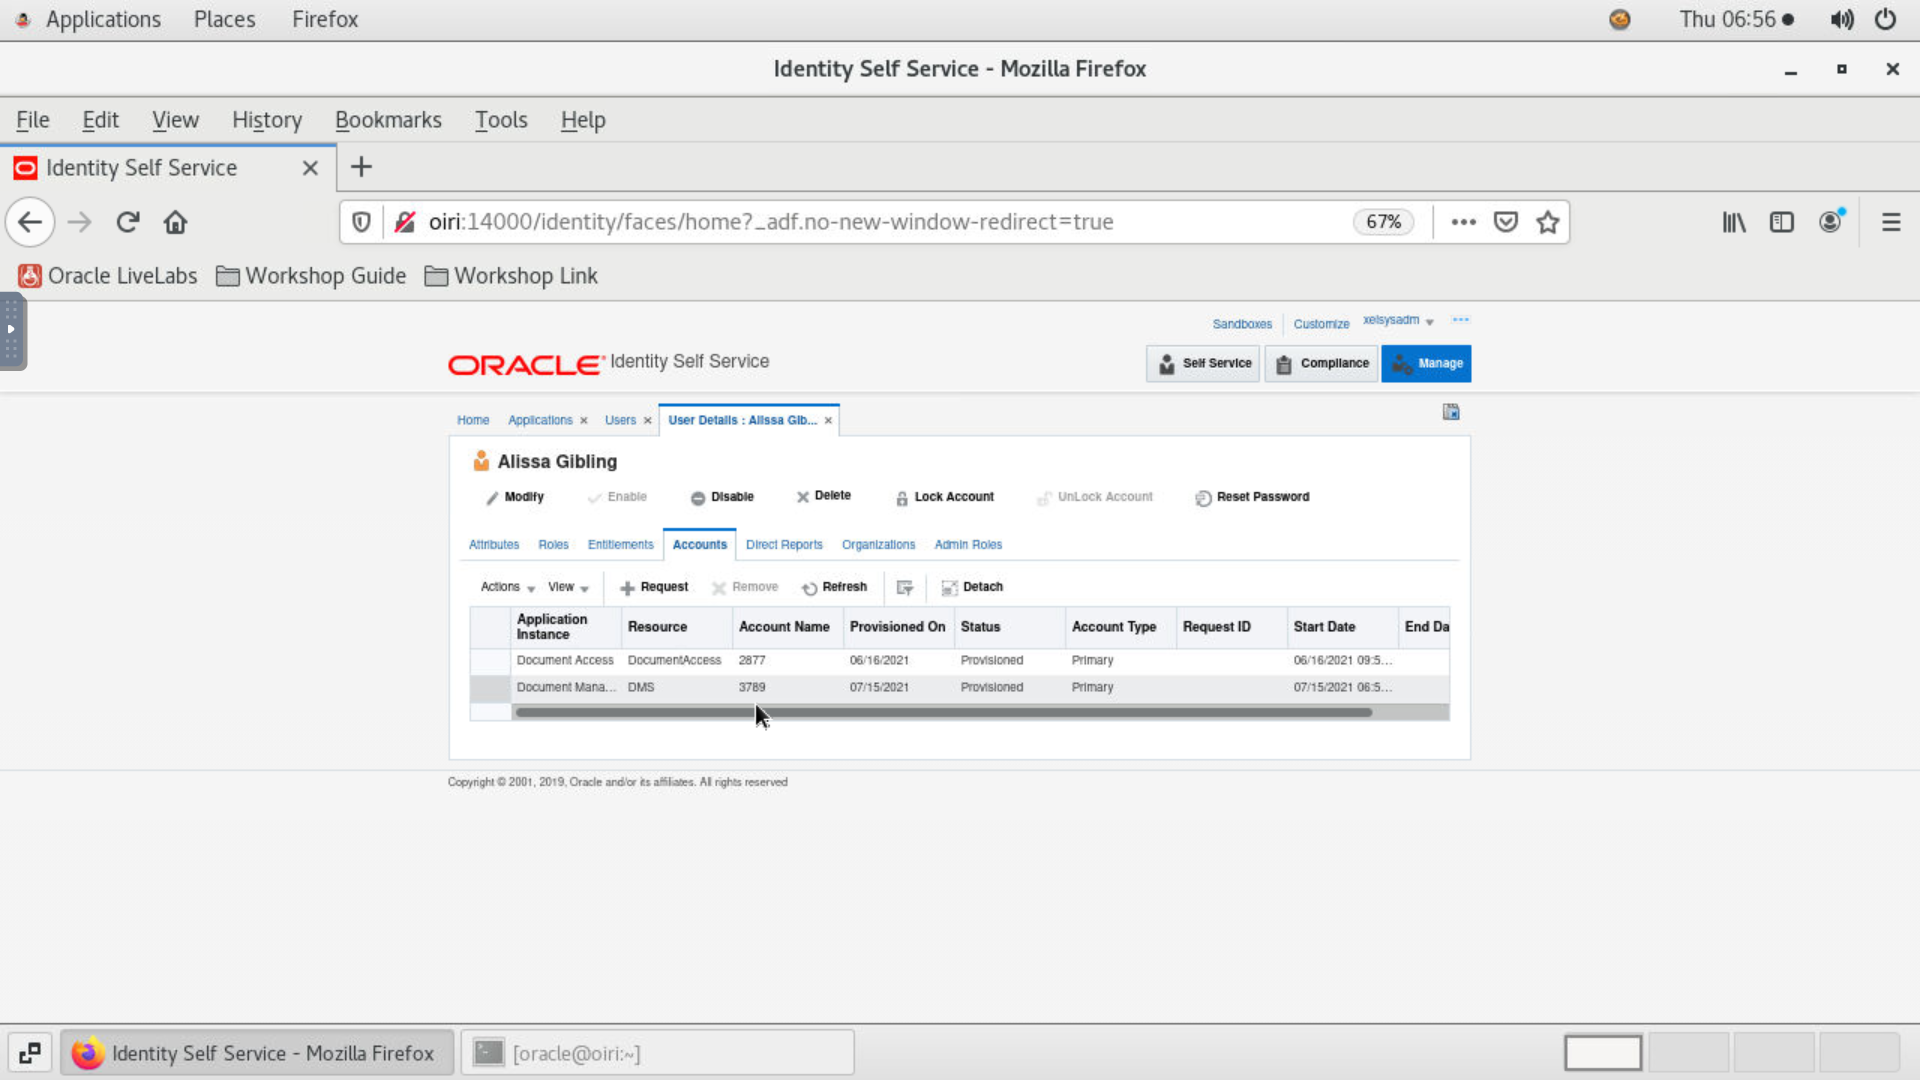 Applications Places Firefox Thu 06:56
Identity Self Service - Mozilla Firefox
File Edit View History Bookmarks Tools Help
Identity Self Service
oiri:14000/identity/faces/home?_adf.no-new-window-redirect=true 67%
Oracle LiveLabs Workshop Guide Workshop Link
Sandboxes Customize xelsysadm
ORACLE Identity Self Service Self Service Compliance Manage
Home Applications Users User Details : Alissa Gib...
Alissa Gibling
Modify Enable Disable Delete Lock Account UnLock Account Reset Password
Attributes Roles Entitlements Accounts Direct Reports Organizations Admin Roles
Actions View Request Remove Refresh Detach
Application Instance Resource Account Name Provisioned On Status Account Type Request ID Start Date End Da
Document Access DocumentAccess 2877 06/16/2021 Provisioned Primary 06/16/2021 09:5...
Document Mana... DMS 3789 07/15/2021 Provisioned Primary 07/15/2021 06:5...
Copyright © 2001, 2019, Oracle and/or its affiliates. All rights reserved
Identity Self Service - Mozilla Firefox [oracle@oiri:~]